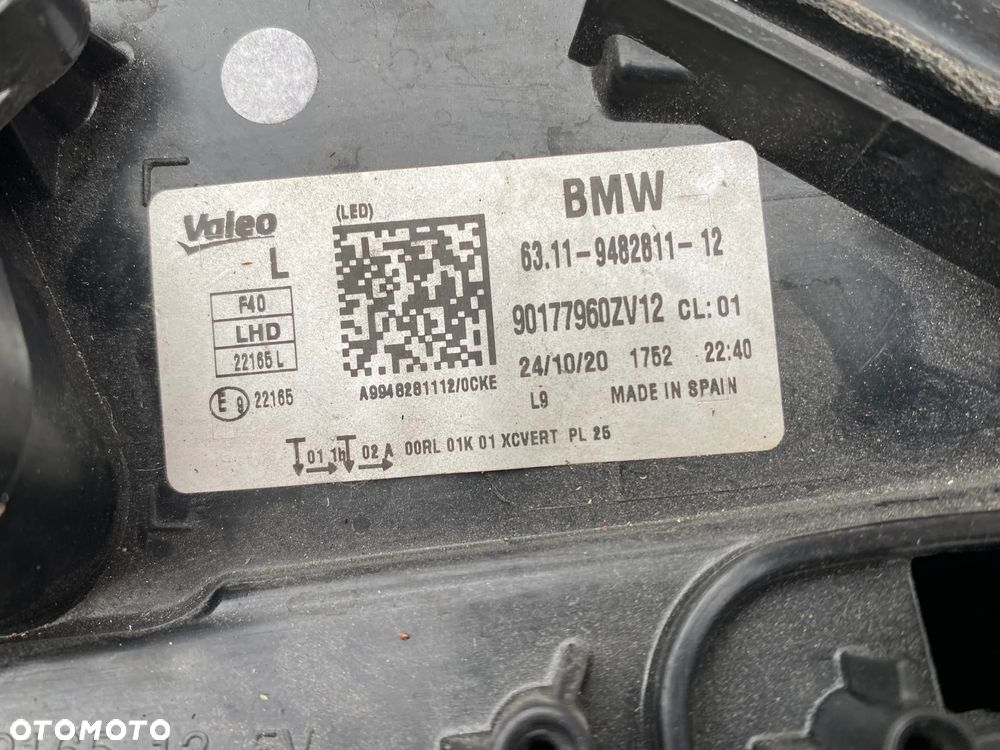 Valeo
L
F40
LHD
22165 L
E9 22165
(LED)
A9948281112/0CKE
BMW
63.11-9482811-12
90177960ZV12 CL:01
24/10/20 1752 22:40
L9 MADE IN SPAIN
01 1h 02 A 00RL 01K 01 XCVERT PL 25
OTOMOTO